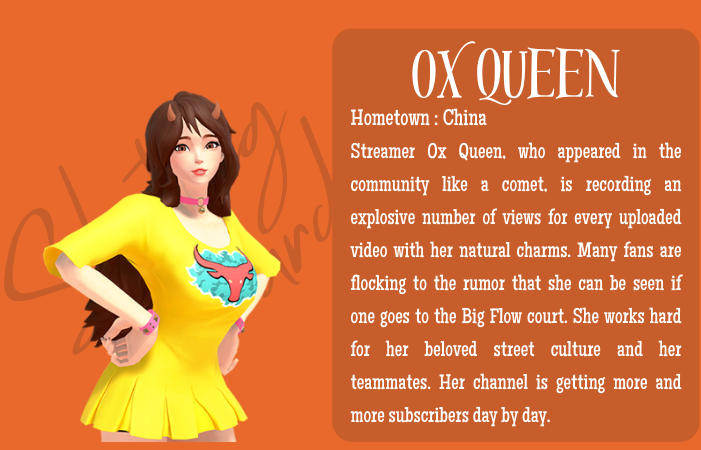 OX QUEEN
Hometown : China
Streamer Ox Queen, who appeared in the
community like a comet, is recording an
explosive number of views for every uploaded
video with her natural charms. Many fans are
flocking to the rumor that she can be seen if
one goes to the Big Flow court. She works hard
for her beloved street culture and her
teammates. Her channel is getting more and
more subscribers day by day.